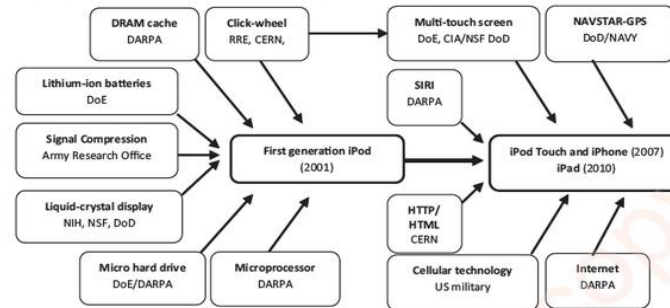 DRAM cache
DARPA
Click-wheel
RRE, CERN,
Multi-touch screen
DoE, CIA/NSF DoD
NAVSTAR-GPS
DoD/NAVY
Lithium-ion batteries
DoE
SIRI
DARPA
Signal Compression
Army Research Office
First generation iPod
(2001)
iPod Touch and iPhone (2007)
iPad (2010)
Liquid-crystal display
NIH, NSF, DoD
HTTP/
HTML
CERN
Micro hard drive
DoE/DARPA
Microprocessor
DARPA
Cellular technology
US military
Internet
DARPA